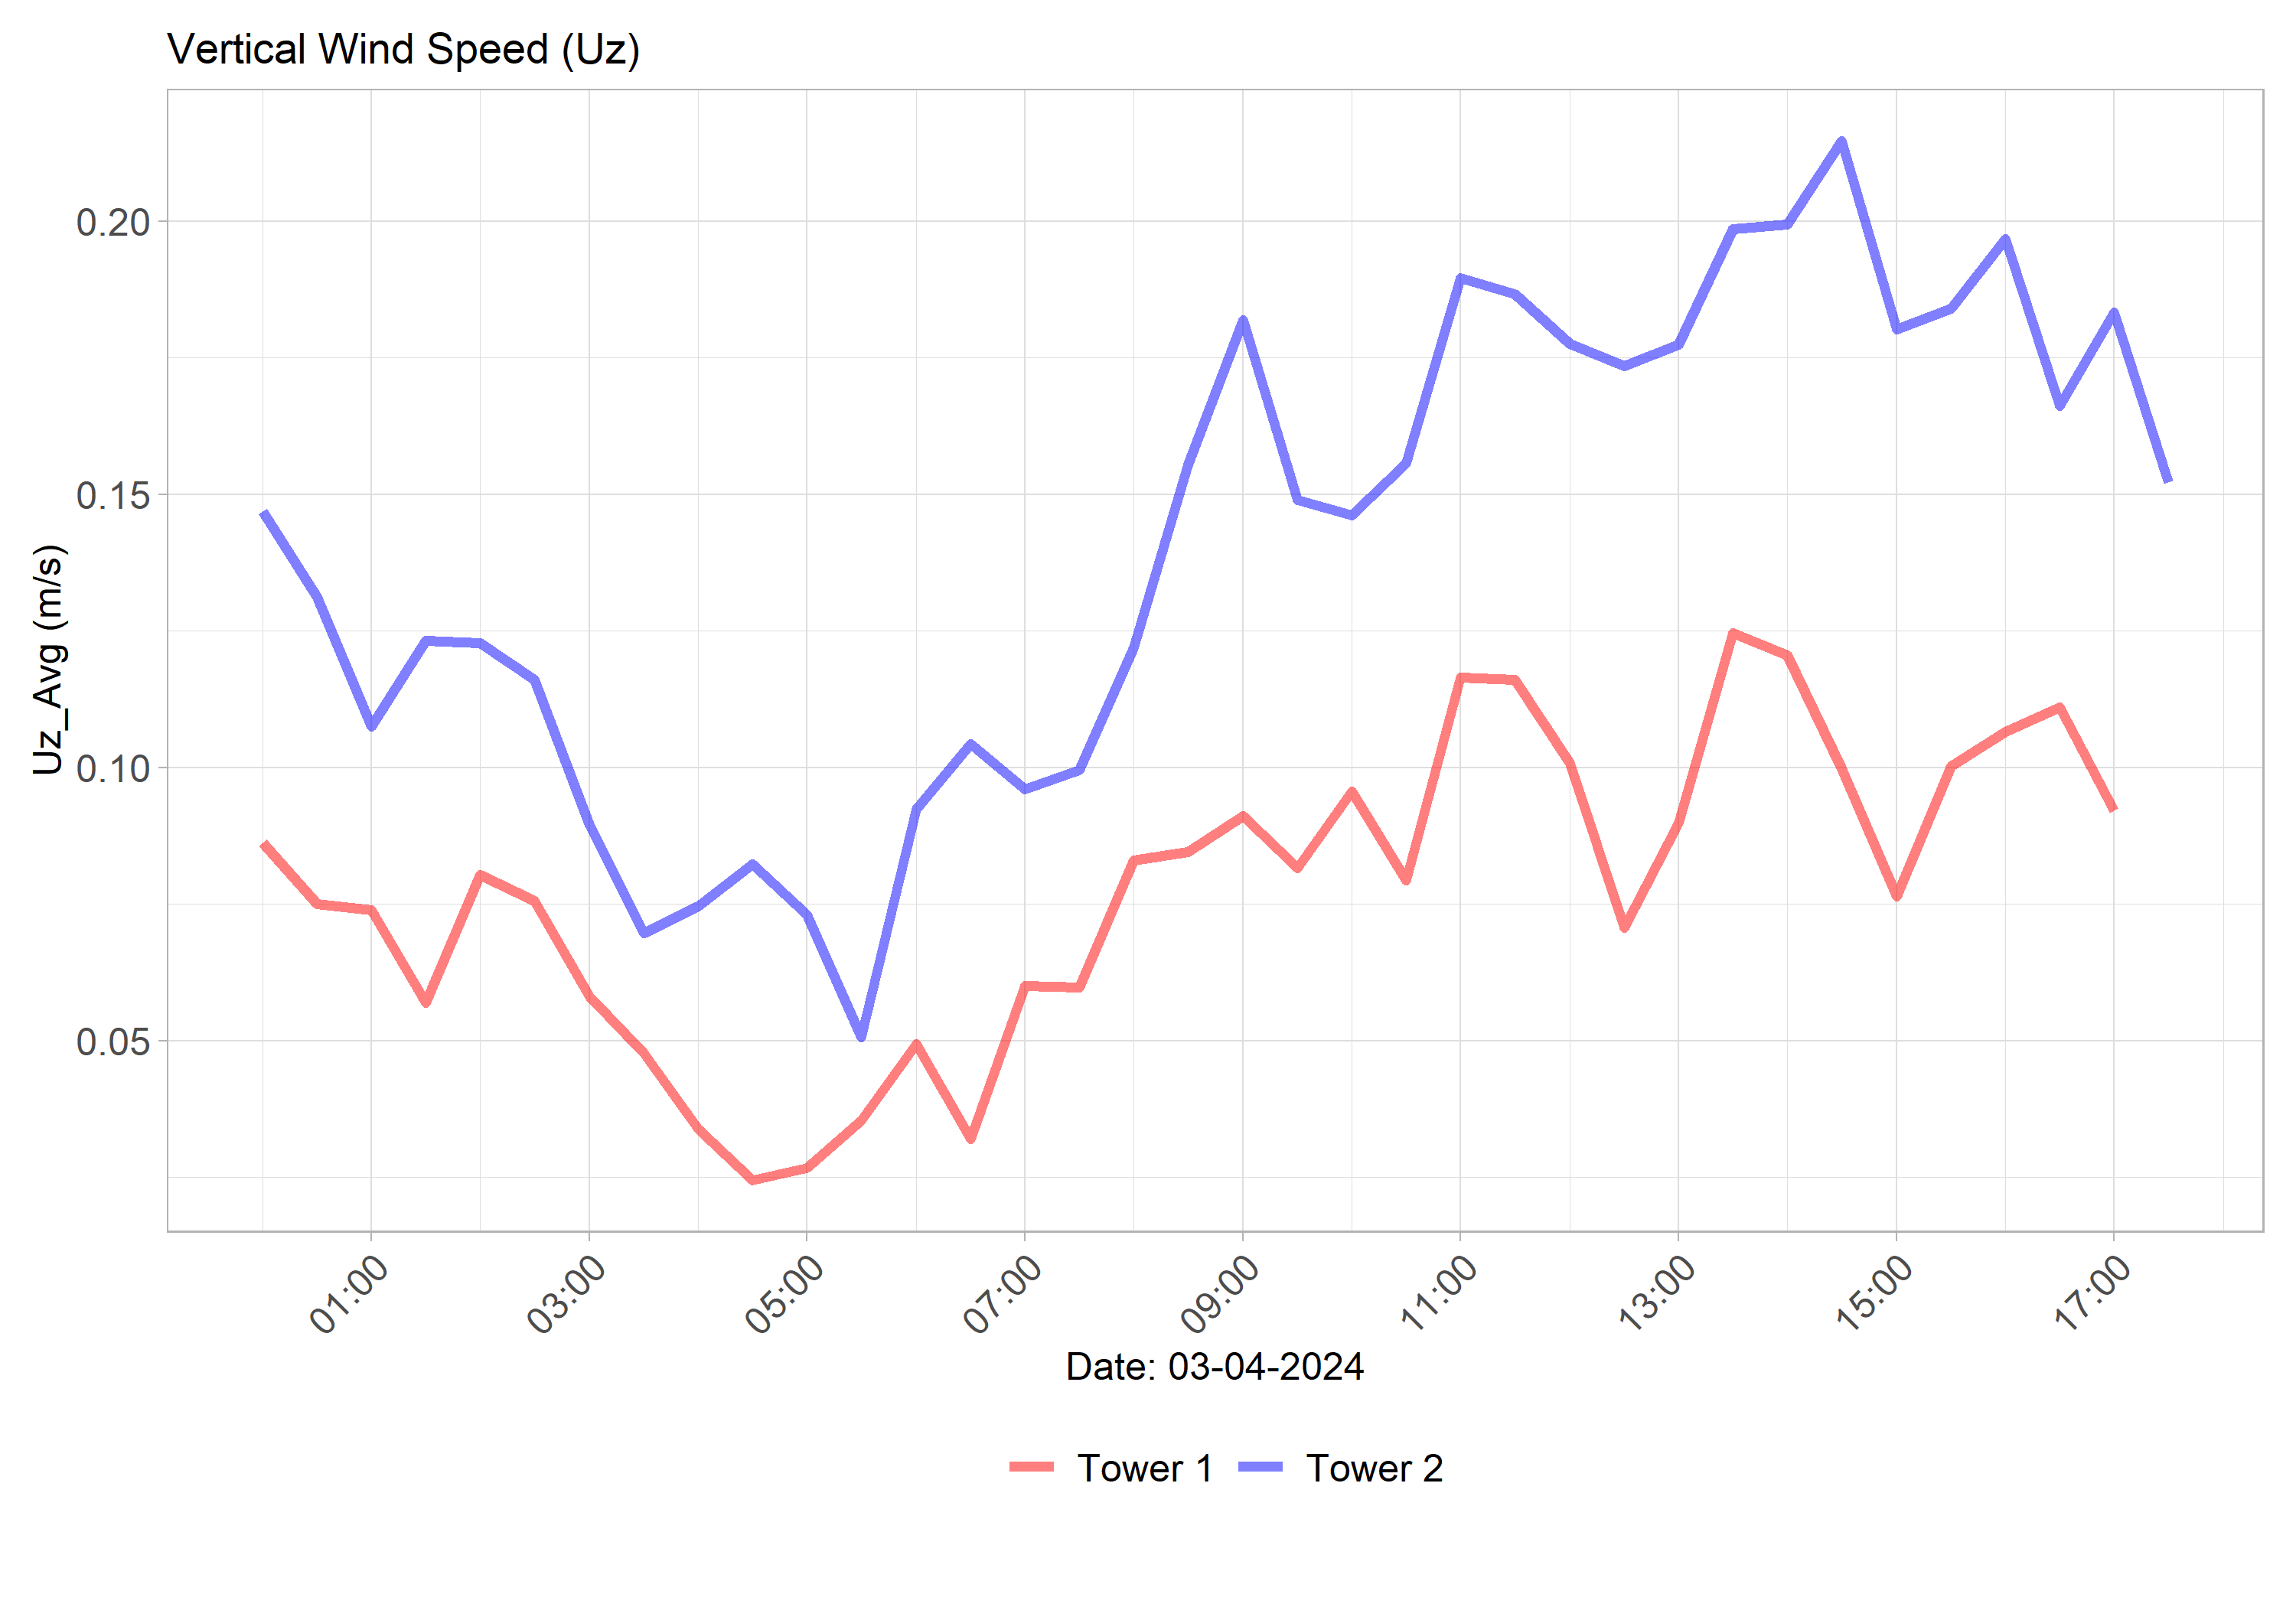 Vertical Wind Speed (Uz)
Uz_Avg (m/s)
0.20
0.15
0.10
0.05
01:00 03:00 05:00 07:00 09:00 11:00 13:00 15:00 17:00
Date: 03-04-2024
Tower 1 Tower 2